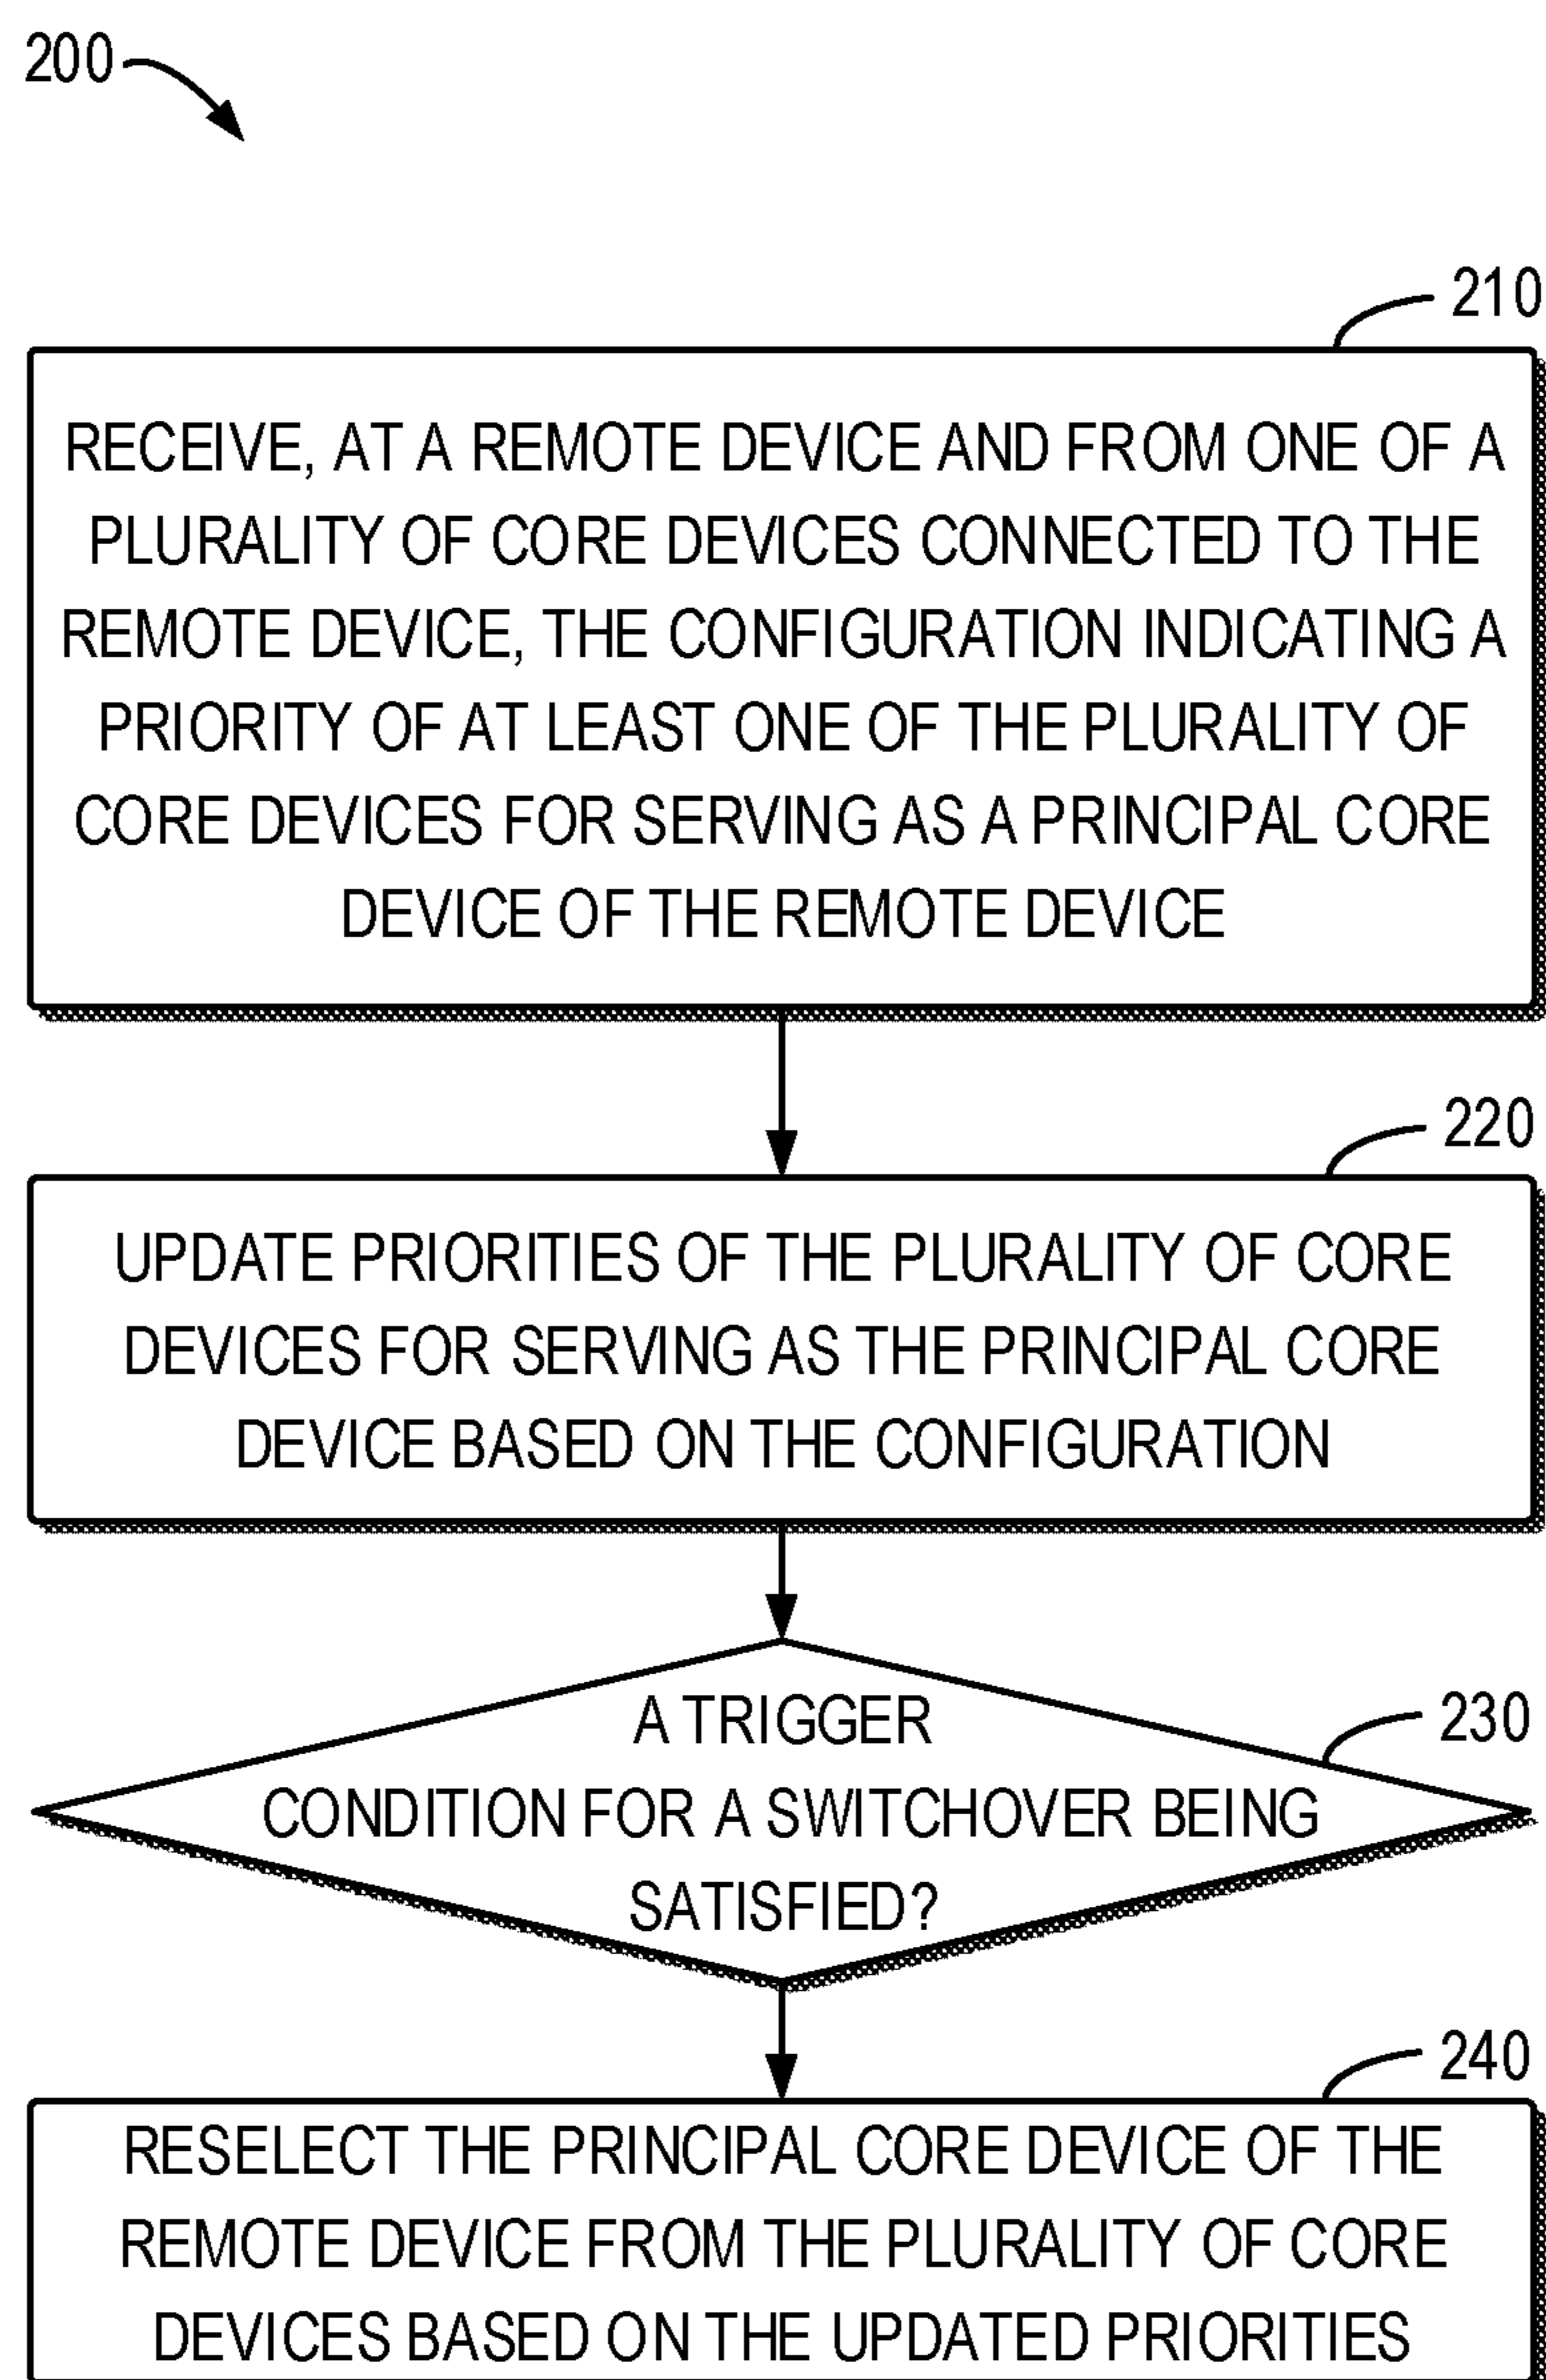 200
210
RECEIVE, AT A REMOTE DEVICE AND FROM ONE OF A
PLURALITY OF CORE DEVICES CONNECTED TO THE
REMOTE DEVICE, THE CONFIGURATION INDICATING A
PRIORITY OF AT LEAST ONE OF THE PLURALITY OF
CORE DEVICES FOR SERVING AS A PRINCIPAL CORE
DEVICE OF THE REMOTE DEVICE
220
UPDATE PRIORITIES OF THE PLURALITY OF CORE
DEVICES FOR SERVING AS THE PRINCIPAL CORE
DEVICE BASED ON THE CONFIGURATION
230
A TRIGGER
CONDITION FOR A SWITCHOVER BEING
SATISFIED?
240
RESELECT THE PRINCIPAL CORE DEVICE OF THE
REMOTE DEVICE FROM THE PLURALITY OF CORE
DEVICES BASED ON THE UPDATED PRIORITIES